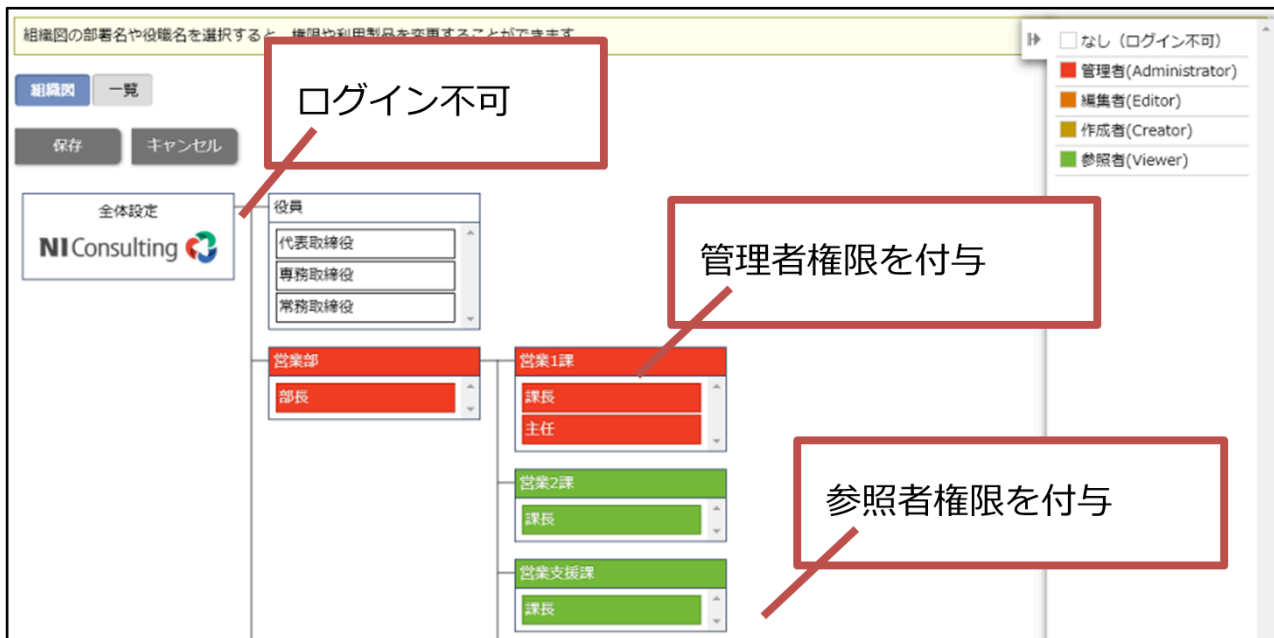 組織図の部署名や役職名を選択すると、権限や利用製品を変更することができます
組織図
一覧
保存
キャンセル
ログイン不可
なし（ログイン不可）
管理者(Administrator)
編集者(Editor)
作成者(Creator)
参照者(Viewer)
全体設定
NI Consulting
役員
代表取締役
専務取締役
常務取締役
管理者権限を付与
営業部
部長
営業1課
課長
主任
営業2課
課長
参照者権限を付与
営業支援課
課長